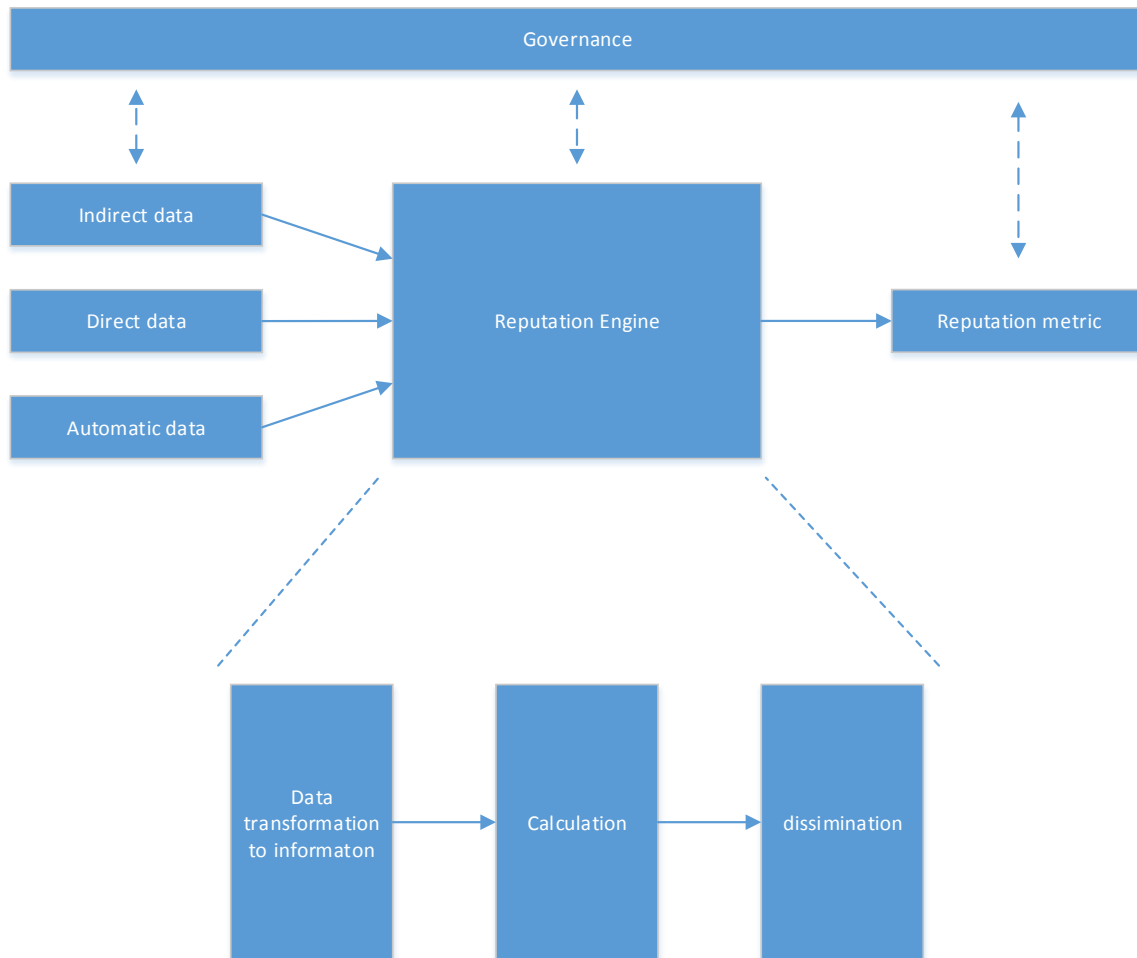 Governance
Indirect data
Direct data
Reputation Engine
Reputation metric
Automatic data
Data
transformation
to informaton
Calculation
dissimination